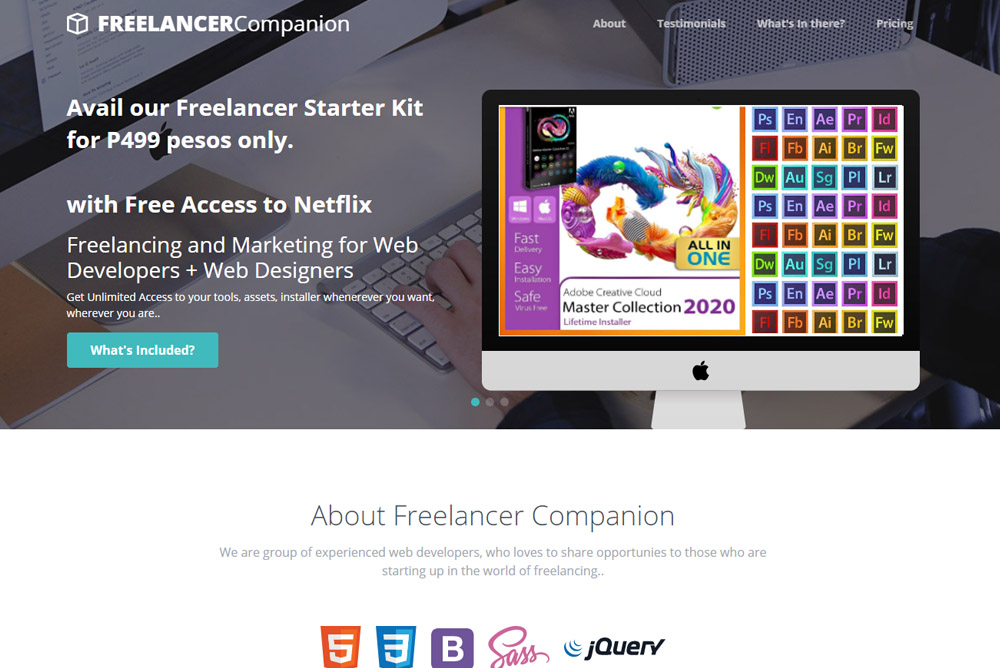 FREELANCERCompanion
About Testimonials What's In there? Pricing
Avail our Freelancer Starter Kit
for P499 pesos only.
with Free Access to Netflix
Freelancing and Marketing for Web
Developers + Web Designers
Get Unlimited Access to your tools, assets, installer whenerever you want,
wherever you are..
What's Included?
Fast
Delivery
Easy
Installation
Safe
Virus Free
ALL IN
ONE
Adobe Creative Cloud
Master Collection 2020
Lifetime Installer
Ps En Ae Pr Id
Fl Fb Ai Br Fw
Dw Au Sg Pl Lr
Ps En Ae Pr Id
Fl Fb Ai Br Fw
Dw Au Sg Pl Lr
Ps En Ae Pr Id
Fl Fb Ai Br Fw
About Freelancer Companion
We are group of experienced web developers, who loves to share opportunies to those who are
starting up in the world of freelancing..
5 3 B Sass jQuery